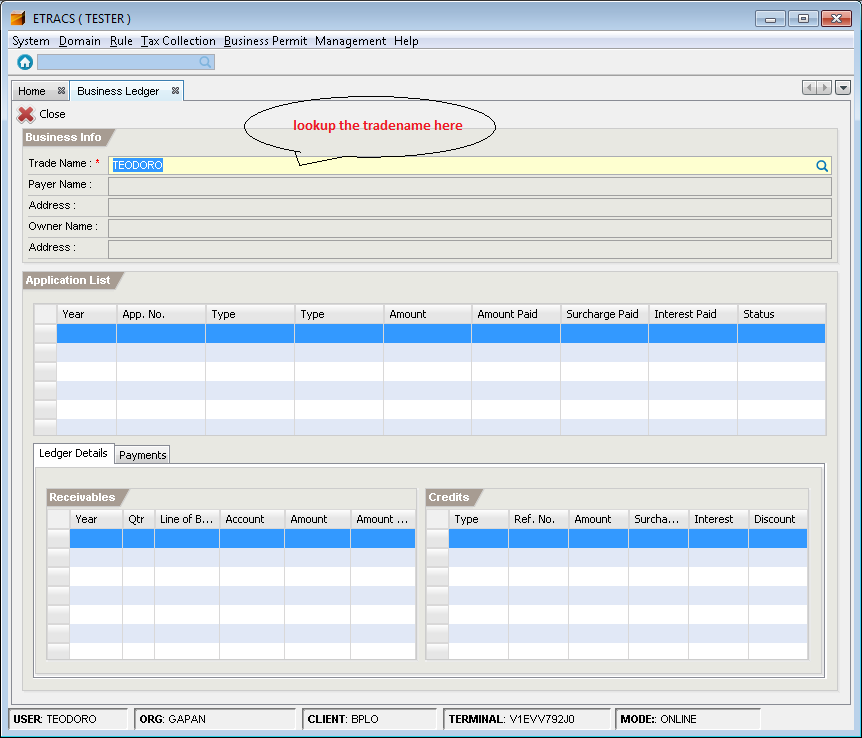 ETRACS ( TESTER )
System Domain Rule Tax Collection Business Permit Management Help
Home Business Ledger
Close
lookup the tradename here
Business Info
Trade Name : * TEODORO
Payer Name :
Address :
Owner Name :
Address :
Application List
Year App. No. Type Type Amount Amount Paid Surcharge Paid Interest Paid Status
Ledger Details Payments
Receivables Credits
Year Qtr Line of B... Account Amount Amount ... Type Ref. No. Amount Surcha... Interest Discount
USER: TEODORO ORG: GAPAN CLIENT: BPLO TERMINAL: V1EVV792J0 MODE:: ONLINE